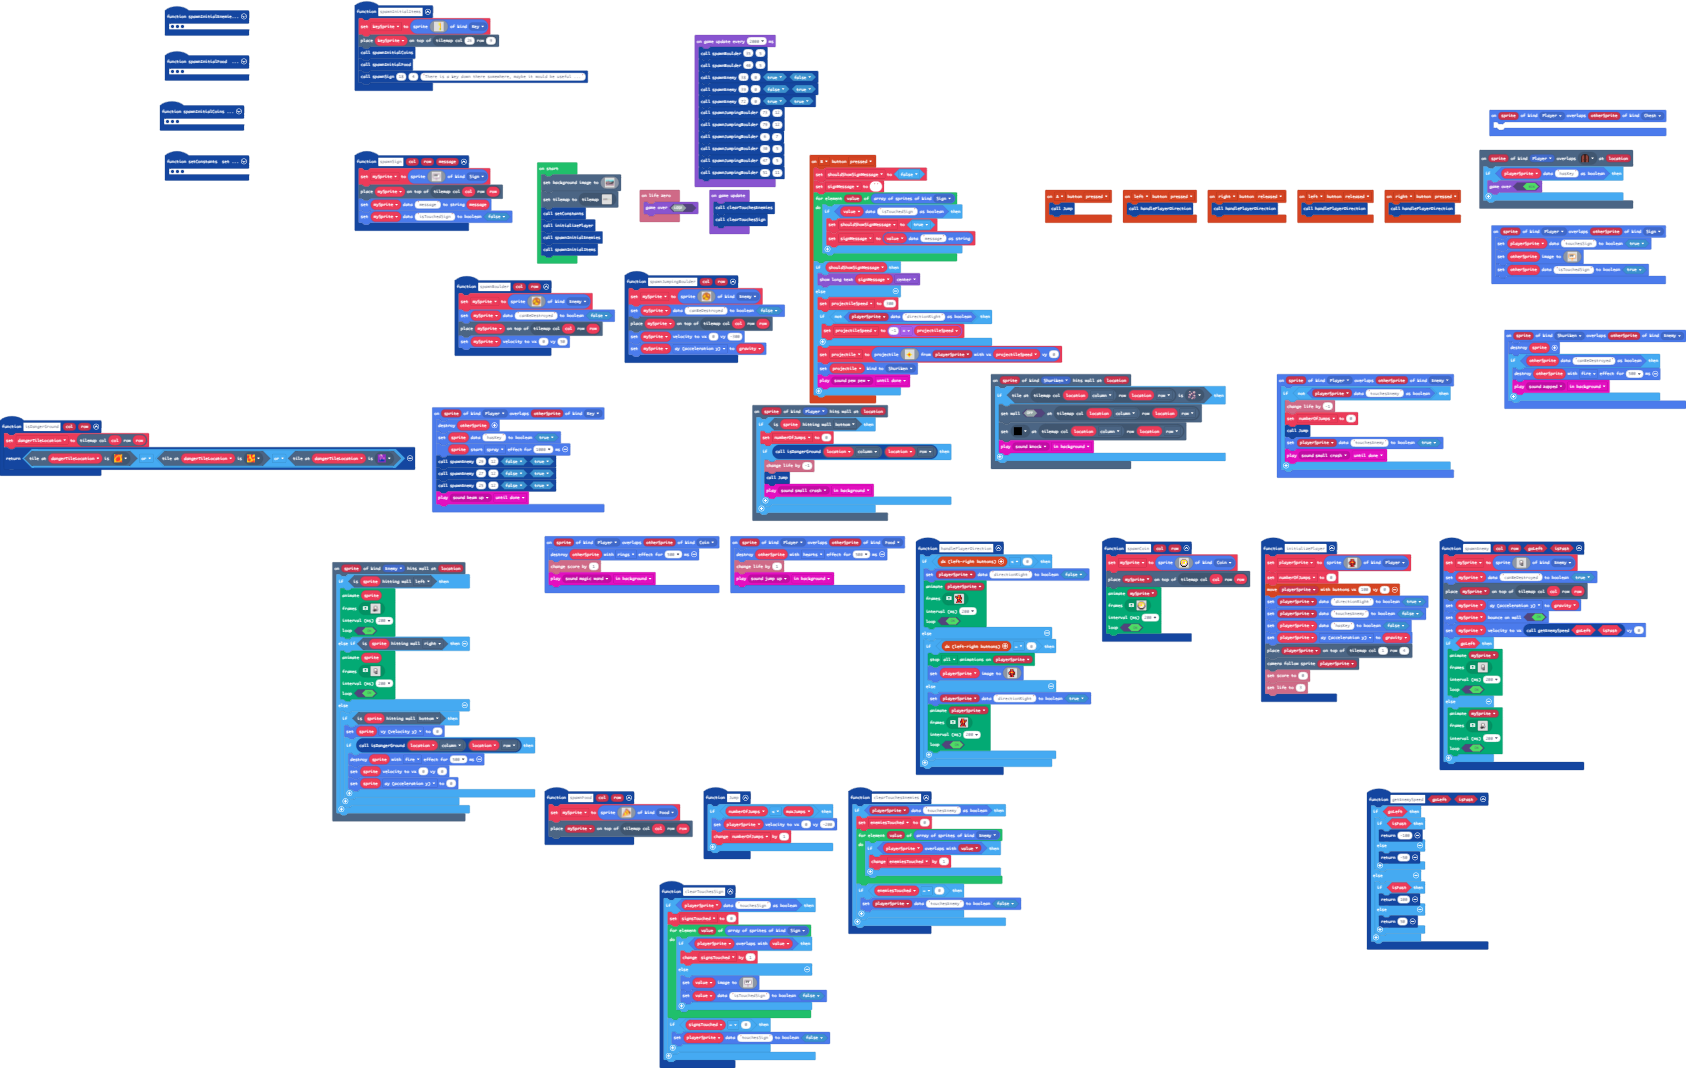 function spawnInitialEnemie...
function spawnInitialFood ...
function spawnInitialCoins ...
function setConstants set ...
function spawnInitialItems
set keySprite to sprite of kind Key
place keySprite on top of tilemap col row
call spawnInitialCoins
call spawnInitialFood
call spawnSign "There is a key down there somewhere, maybe it would be useful...
function spawnSign col row message
set mySprite to sprite of kind Sign
place mySprite on top of tilemap col col row row
set mySprite data message to string message
set mySprite data isTouchedSign to boolean false
on start
set background image to
set tilemap to tilemap
call setConstants
call initializePlayer
call spawnInitialEnemies
call spawnInitialItems
on game update every ms
call spawnBoulder
call spawnBoulder
call spawnEnemy true false
call spawnEnemy false true
call spawnEnemy true true
call spawnJumpingBoulder
call spawnJumpingBoulder
call spawnJumpingBoulder
call spawnJumpingBoulder
call spawnJumpingBoulder
call spawnJumpingBoulder
on life zero
game over
on game update
call clearTouchedEnemies
call clearTouchedSign
on B button pressed
set shouldShowSignMessage to false
set signMessage to
for element value of array of sprites of kind Sign
do if value data isTouchedSign as boolean then
set shouldShowSignMessage to true
set signMessage to value data message as string
if shouldShowSignMessage then
show long text signMessage center
else
set projectileSpeed to
if not playerSprite data directionRight as boolean then
set projectileSpeed to projectileSpeed
set projectile to projectile from playerSprite with vx projectileSpeed vy
set projectile kind to Shuriken
play sound pew pew until done
on A button pressed
call Jump
on left button pressed
call handlePlayerDirection
on right button released
call handlePlayerDirection
on left button released
call handlePlayerDirection
on right button pressed
call handlePlayerDirection
on sprite of kind Player overlaps otherSprite of kind Chest
on sprite of kind Player overlaps at location
if playerSprite data hasKey as boolean then
game over
on sprite of kind Player overlaps otherSprite of kind Sign
set playerSprite data touchedSign to boolean true
set otherSprite image to
set otherSprite data isTouchedSign to boolean true
function spawnBoulder col row
set mySprite to sprite of kind Enemy
set mySprite data canBeDestroyed to boolean false
place mySprite on top of tilemap col col row row
set mySprite velocity to vx vy
function spawnJumpingBoulder col row
set mySprite to sprite of kind Enemy
set mySprite data canBeDestroyed to boolean false
place mySprite on top of tilemap col col row row
set mySprite velocity to vx vy
set mySprite ay (acceleration y) to gravity
on sprite of kind Shuriken overlaps otherSprite of kind Enemy
destroy sprite
if otherSprite data canBeDestroyed as boolean then
destroy otherSprite with fire effect for ms
play sound zapped in background
on sprite of kind Shuriken hits wall at location
if tile at tilemap col location column row location row is then
set wall at tilemap col location column row location row
set at tilemap col location column row location row
play sound knock in background
on sprite of kind Player overlaps otherSprite of kind Enemy
if not playerSprite data touchedEnemy as boolean then
change life by -1
set numberOfJumps to 0
call Jump
set playerSprite data touchedEnemy to boolean true
play sound small crash until done
function isDangerGround col row
set dangerTileLocation to tilemap col col row row
return tile at dangerTileLocation is or tile at dangerTileLocation is or tile at dangerTileLocation is
on sprite of kind Player overlaps otherSprite of kind Key
destroy otherSprite
set sprite data hasKey to boolean true
sprite start spray effect for ms
call spawnEnemy false true
call spawnEnemy false true
call spawnEnemy false true
play sound beam up until done
on sprite of kind Player hits wall at location
if is sprite hitting wall bottom then
set numberOfJumps to 0
if call isDangerGround location column location row then
change life by -1
call Jump
play sound small crash in background
on sprite of kind Player overlaps otherSprite of kind Coin
destroy otherSprite with rings effect for ms
change score by 1
play sound magic wand in background
on sprite of kind Player overlaps otherSprite of kind Food
destroy otherSprite with hearts effect for ms
change life by 1
play sound jump up in background
on sprite of kind Enemy hits wall at location
if is sprite hitting wall left then
animate sprite
frames
interval (ms)
loop
else if is sprite hitting wall right then
animate sprite
frames
interval (ms)
loop
else
if is sprite hitting wall bottom then
set sprite vy (velocity y) to 0
if call isDangerGround location column location row then
destroy sprite with fire effect for ms
set sprite velocity to vx 0 vy 0
set sprite ay (acceleration y) to 0
function handlePlayerDirection
if dx (left-right buttons) < 0 then
set playerSprite data directionRight to boolean false
animate playerSprite
frames
interval (ms)
loop
else
if dx (left-right buttons) = 0 then
stop all animations on playerSprite
set playerSprite image to
else
set playerSprite data directionRight to boolean true
animate playerSprite
frames
interval (ms)
loop
function spawnCoin col row
set mySprite to sprite of kind Coin
place mySprite on top of tilemap col col row row
animate mySprite
frames
interval (ms)
loop
function initializePlayer
set playerSprite to sprite of kind Player
set numberOfJumps to 0
move playerSprite with buttons vx 100 vy 0
set playerSprite data directionRight to boolean true
set playerSprite data touchedEnemy to boolean false
set playerSprite data hasKey to boolean false
set playerSprite ay (acceleration y) to gravity
place playerSprite on top of tilemap col row
camera follow sprite playerSprite
set score to 0
set life to
function spawnEnemy col row goLeft isFast
set mySprite to sprite of kind Enemy
set mySprite data canBeDestroyed to boolean true
place mySprite on top of tilemap col col row row
set mySprite ay (acceleration y) to gravity
set mySprite bounce on wall
set mySprite velocity to vx call getEnemySpeed goLeft isFast vy 0
if goLeft then
animate mySprite
frames
interval (ms)
loop
else
animate mySprite
frames
interval (ms)
loop
function spawnFood col row
set mySprite to sprite of kind Food
place mySprite on top of tilemap col col row row
function Jump
if numberOfJumps < maxJumps then
set playerSprite velocity to vx 0 vy
change numberOfJumps by 1
function clearTouchedEnemies
if playerSprite data touchedEnemy as boolean then
set enemiesTouched to 0
for element value of array of sprites of kind Enemy
do if playerSprite overlaps with value then
change enemiesTouched by 1
if enemiesTouched = 0 then
set playerSprite data touchedEnemy to boolean false
function clearTouchedSign
if playerSprite data touchedSign as boolean then
set signsTouched to 0
for element value of array of sprites of kind Sign
do if playerSprite overlaps with value then
change signsTouched by 1
else
set value image to
set value data isTouchedSign to boolean false
if signsTouched = 0 then
set playerSprite data touchedSign to boolean false
function getEnemySpeed goLeft isFast
if goLeft then
if isFast then
return -100
else
return -50
else
if isFast then
return 100
else
return 50